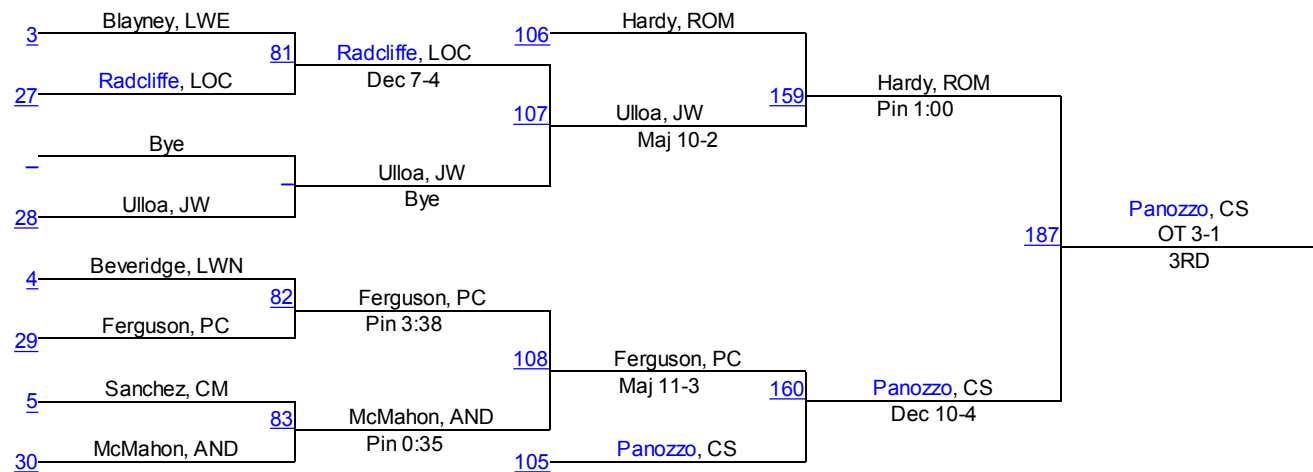 Blayney, LWE
3
81
Radcliffe, LOC
27
Radcliffe, LOC
Dec 7-4
Bye
–
–
Ulloa, JW
28
Ulloa, JW
Bye
107
Hardy, ROM
106
Ulloa, JW
Maj 10-2
159
Hardy, ROM
Pin 1:00
Beveridge, LWN
4
82
Ferguson, PC
29
Ferguson, PC
Pin 3:38
Sanchez, CM
5
83
McMahon, AND
30
McMahon, AND
Pin 0:35
108
Ferguson, PC
Maj 11-3
Panozzo, CS
105
160
Panozzo, CS
Dec 10-4
187
Panozzo, CS
OT 3-1
3RD